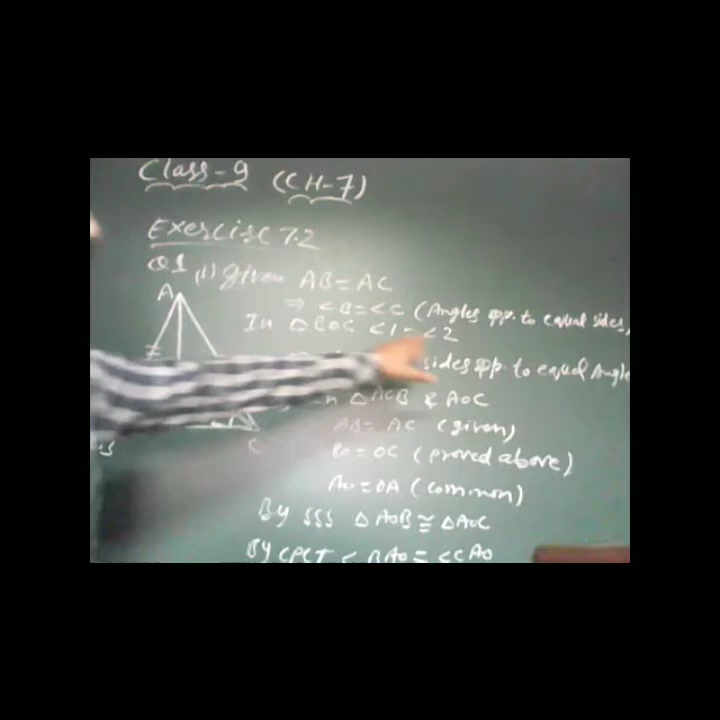 Class-9 (CH-7)
Exercise 7.2
Q1 (i) given AB = AC
A
⇒ <B = <C (Angles opp. to equal sides)
In △BOC <1 = <2
sides opp. to equal Angle
△AOB & AOC
AB = AC (given)
B
C
BO = OC (proved above)
AO = OA (common)
By SSS △AOB ≅ △AOC
By CPCT < BAO = <CAO